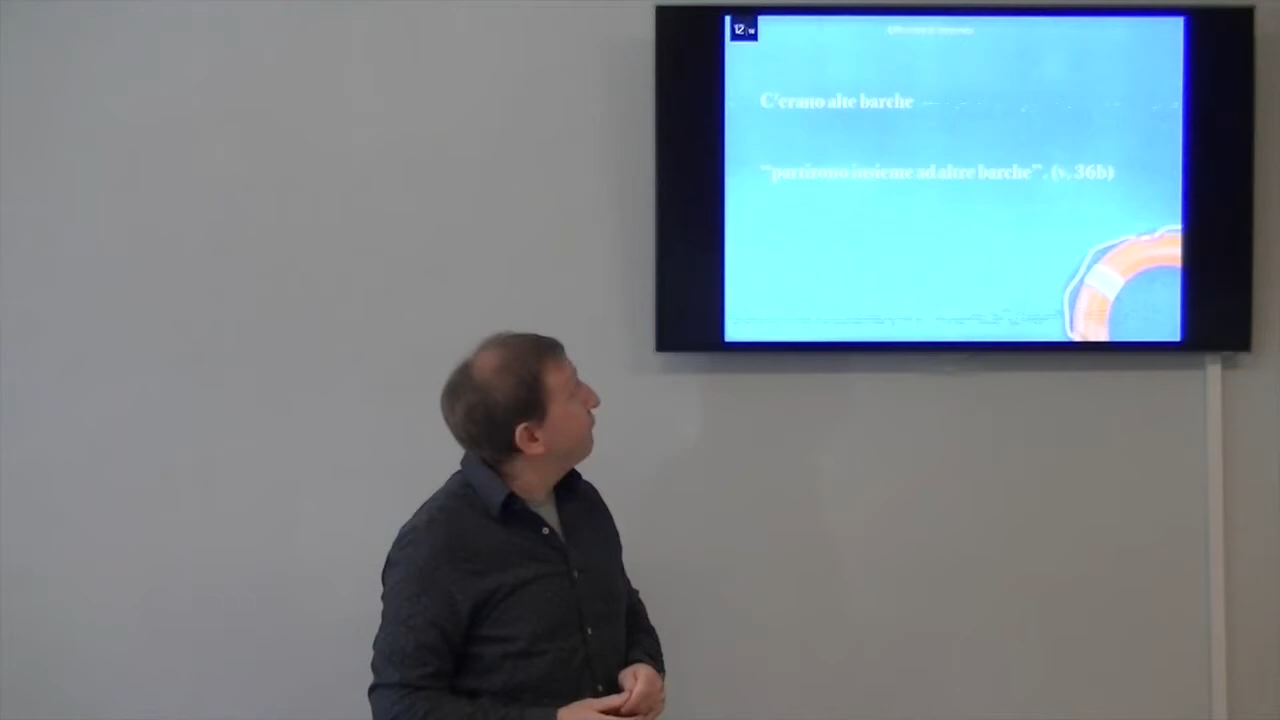 12|w
C'erano alte barche
"partirono insieme ad altre barche". (v. 36b)